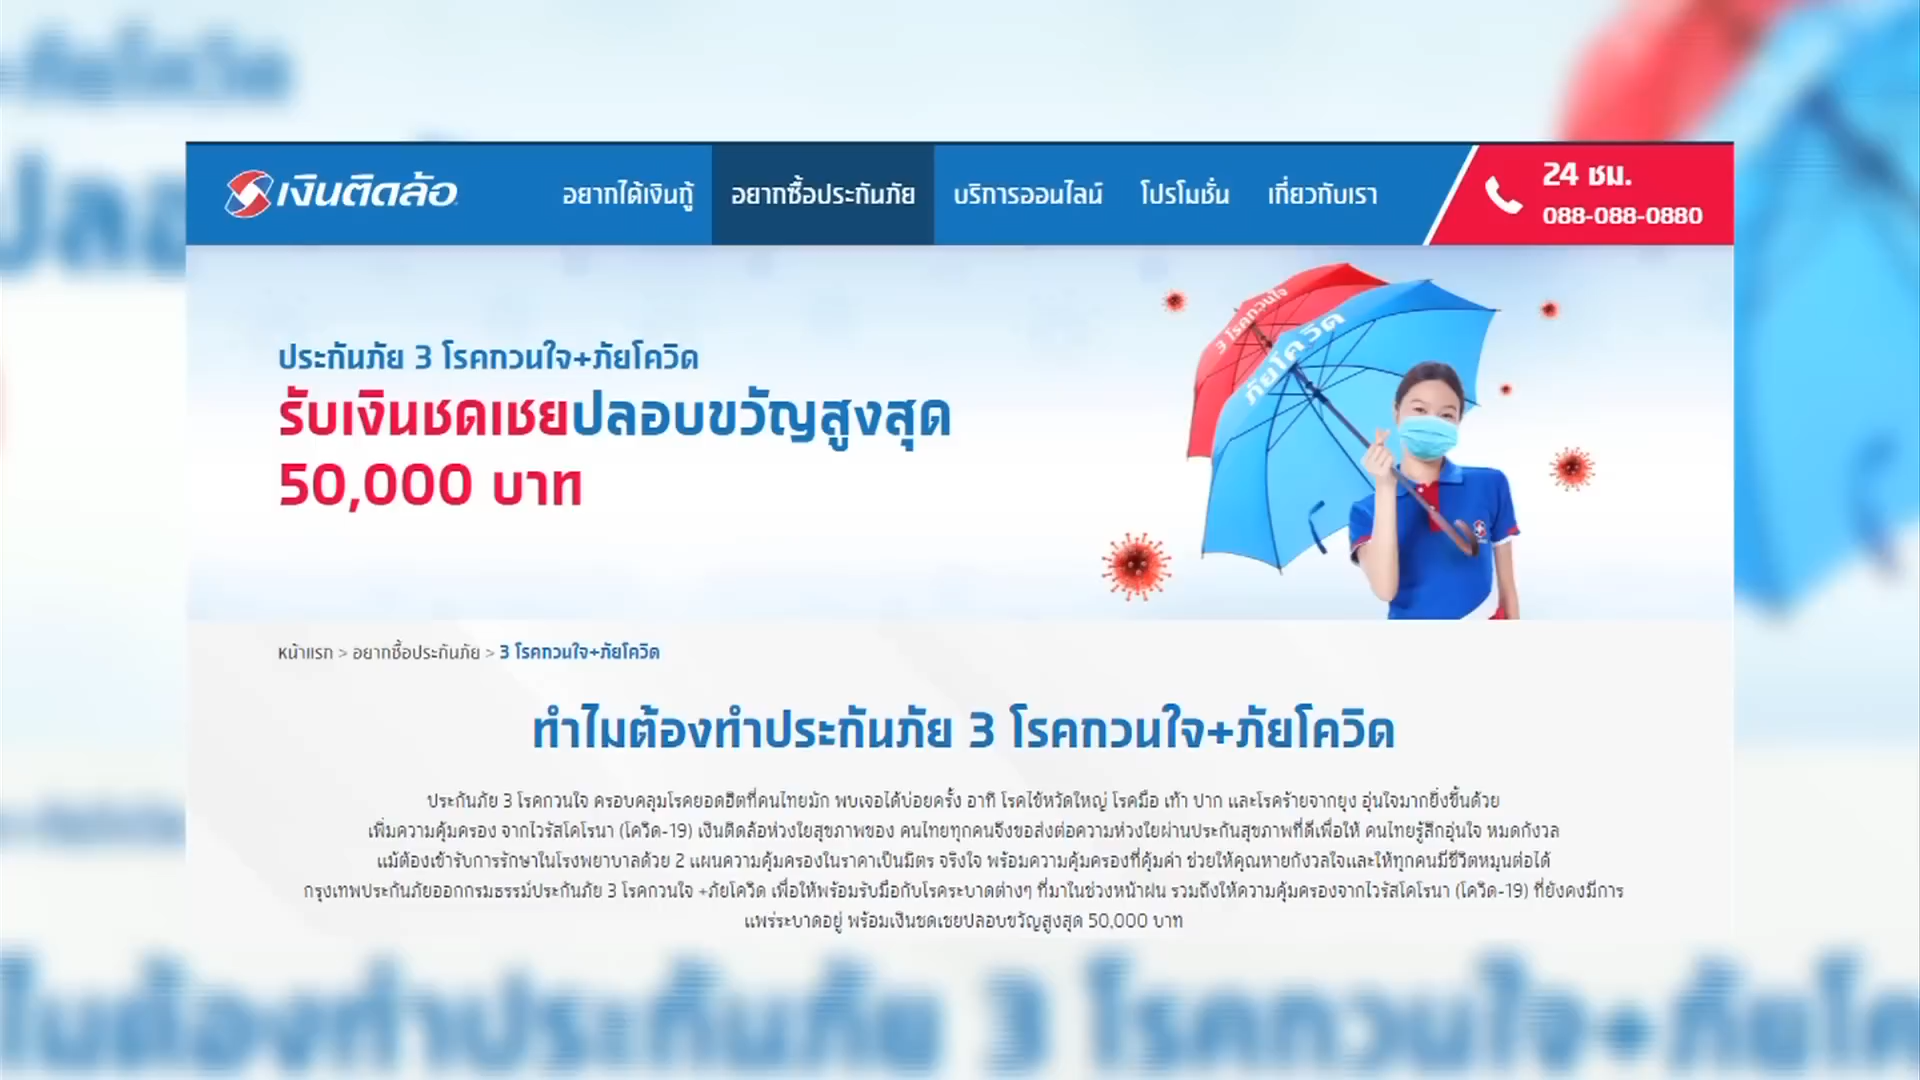 เงินติดล้อ
อยากได้เงินกู้
อยากซื้อประกันภัย
บริการออนไลน์
โปรโมชั่น
เกี่ยวกับเรา
24 ชม.
088-088-0880
ประกันภัย 3 โรคกวนใจ+ภัยโควิด
รับเงินชดเชยปลอบขวัญสูงสุด
50,000 บาท
3 โรคกวนใจ
ภัยโควิด
หน้าแรก > อยากซื้อประกันภัย > 3 โรคกวนใจ+ภัยโควิด
ทำไมต้องทำประกันภัย 3 โรคกวนใจ+ภัยโควิด
ประกันภัย 3 โรคกวนใจ ครอบคลุมโรคยอดฮิตที่คนไทยมัก พบเจอได้บ่อยครั้ง อาทิ โรคไข้หวัดใหญ่ โรคมือ เท้า ปาก และโรคร้ายจากยุง อุ่นใจมากยิ่งขึ้นด้วย
เพิ่มความคุ้มครอง จากไวรัสโคโรนา (โควิด-19) เงินติดล้อห่วงใยสุขภาพของ คนไทยทุกคนจึงขอส่งต่อความห่วงใยผ่านประกันสุขภาพที่ดีเพื่อให้ คนไทยรู้สึกอุ่นใจ หมดกังวล
แม้ต้องเข้ารับการรักษาในโรงพยาบาลด้วย 2 แผนความคุ้มครองในราคาเป็นมิตร จริงใจ พร้อมความคุ้มครองที่คุ้มค่า ช่วยให้คุณหายกังวลใจและให้ทุกคนมีชีวิตหมุนต่อได้
กรุงเทพประกันภัยออกกรมธรรม์ประกันภัย 3 โรคกวนใจ +ภัยโควิด เพื่อให้พร้อมรับมือกับโรคระบาดต่างๆ ที่มาในช่วงหน้าฝน รวมถึงให้ความคุ้มครองจากไวรัสโคโรนา (โควิด-19) ที่ยังคงมีการ
แพร่ระบาดอยู่ พร้อมเงินชดเชยปลอบขวัญสูงสุด 50,000 บาท